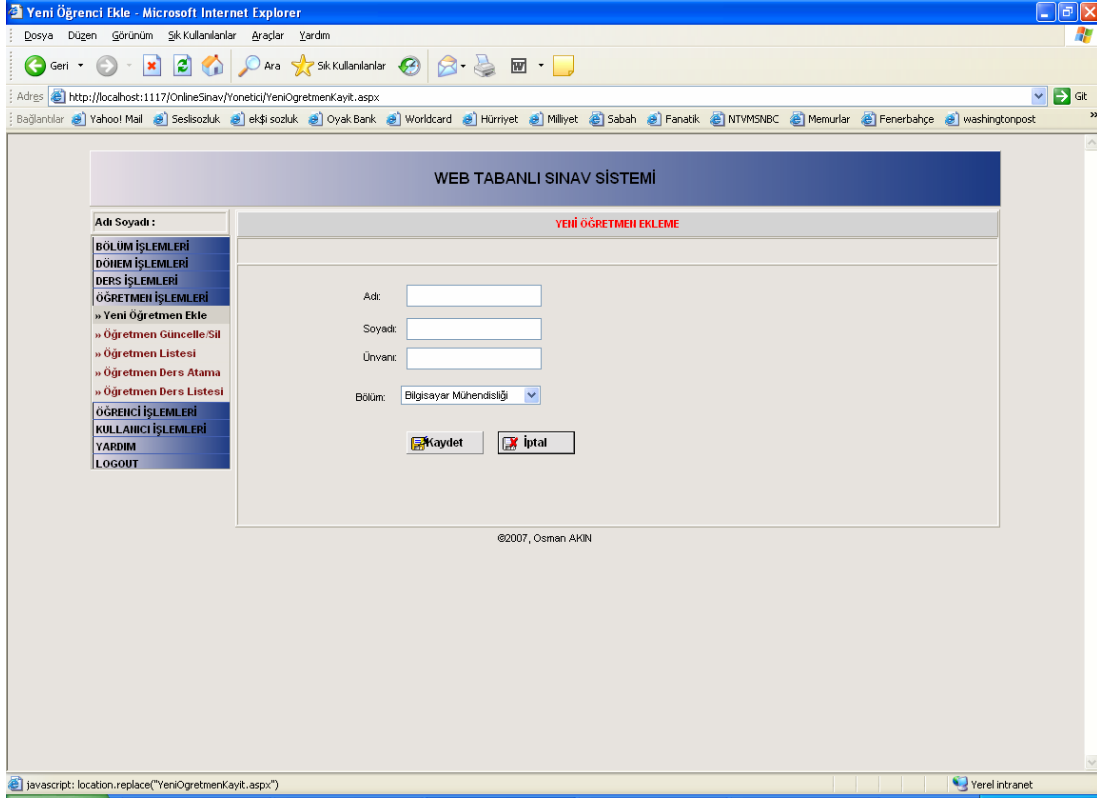 Yeni Öğrenci Ekle - Microsoft Internet Explorer
Dosya Düzen Görünüm Sık Kullanılanlar Araçlar Yardım
Geri Ara Sık Kullanılanlar
Adres http://localhost:1117/OnlineSinav/Yonetici/YeniOgretmenKayit.aspx Git
Bağlantılar Yahoo! Mail Seslisozluk ek$i sozluk Oyak Bank Worldcard Hürriyet Milliyet Sabah Fanatik NTVMSNBC Memurlar Fenerbahçe washingtonpost »
WEB TABANLI SINAV SİSTEMİ
Adı Soyadı :
YENİ ÖĞRETMEN EKLEME
BÖLÜM İŞLEMLERİ
DÖNEM İŞLEMLERİ
DERS İŞLEMLERİ
ÖĞRETMEN İŞLEMLERİ
» Yeni Öğretmen Ekle
» Öğretmen Güncelle/Sil
» Öğretmen Listesi
» Öğretmen Ders Atama
» Öğretmen Ders Listesi
ÖĞRENCİ İŞLEMLERİ
KULLANICI İŞLEMLERİ
YARDIM
LOGOUT
Adı:
Soyadı:
Ünvanı:
Bölüm: Bilgisayar Mühendisliği
Kaydet İptal
©2007, Osman AKIN
javascript: location.replace("YeniOgretmenKayit.aspx") Yerel intranet